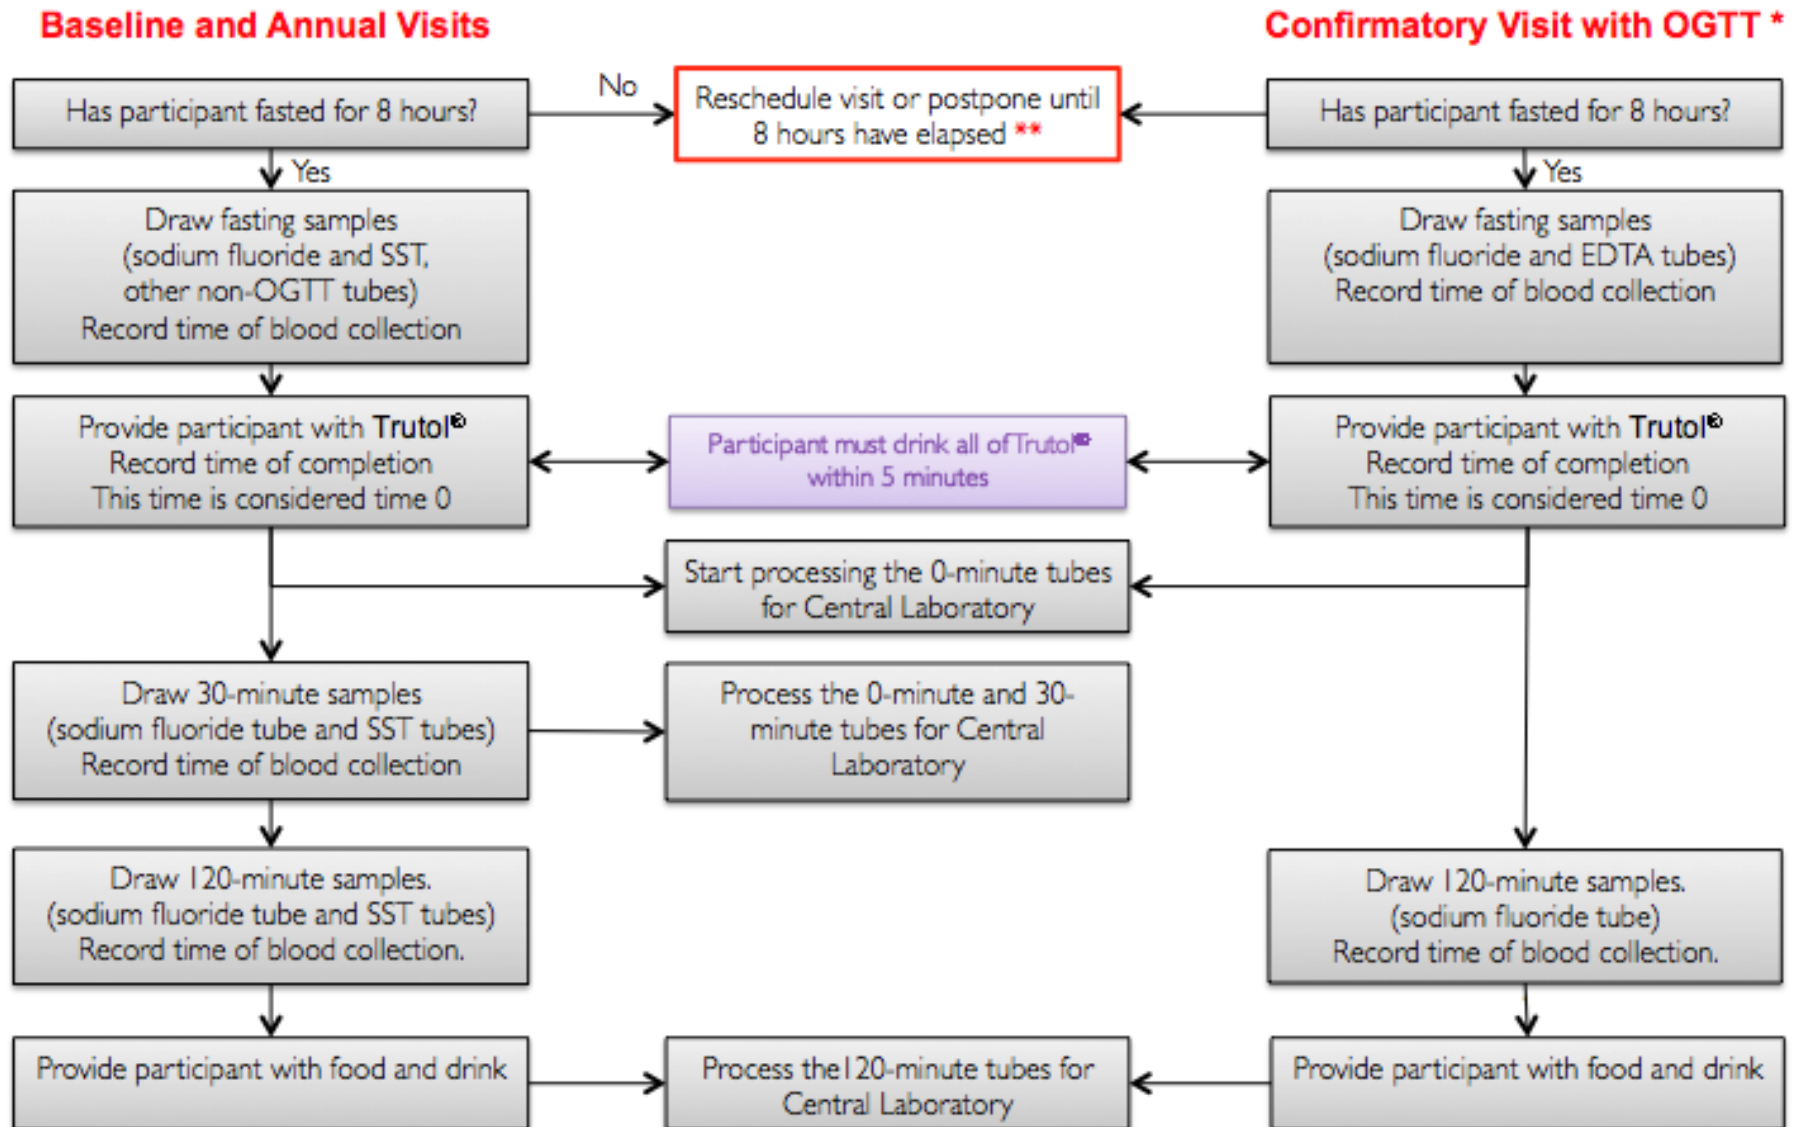 Baseline and Annual Visits
Confirmatory Visit with OGTT *
Has participant fasted for 8 hours?
No
Reschedule visit or postpone until
8 hours have elapsed **
Has participant fasted for 8 hours?
Yes
Yes
Draw fasting samples
(sodium fluoride and SST,
other non-OGTT tubes)
Record time of blood collection
Draw fasting samples
(sodium fluoride and EDTA tubes)
Record time of blood collection
Provide participant with Trutol®
Record time of completion
This time is considered time 0
Participant must drink all of Trutol®
within 5 minutes
Provide participant with Trutol®
Record time of completion
This time is considered time 0
Start processing the 0-minute tubes
for Central Laboratory
Draw 30-minute samples
(sodium fluoride tube and SST tubes)
Record time of blood collection
Process the 0-minute and 30-
minute tubes for Central
Laboratory
Draw 120-minute samples.
(sodium fluoride tube and SST tubes)
Record time of blood collection.
Draw 120-minute samples.
(sodium fluoride tube)
Record time of blood collection.
Provide participant with food and drink
Process the120-minute tubes for
Central Laboratory
Provide participant with food and drink